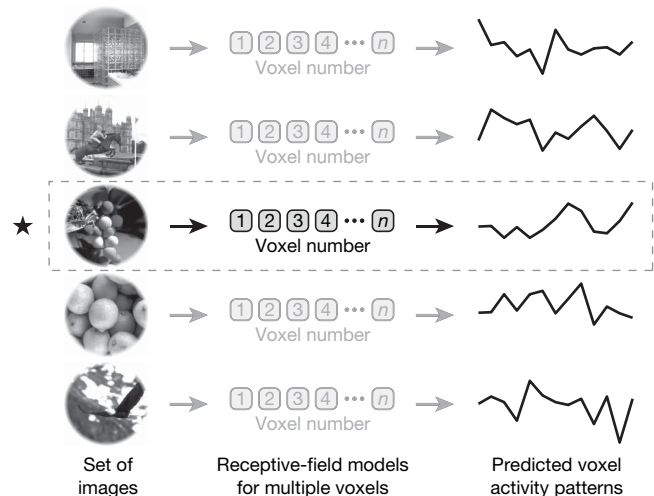 1 2 3 4 ••• n
Voxel number
1 2 3 4 ••• n
Voxel number
★
1 2 3 4 ••• n
Voxel number
1 2 3 4 ••• n
Voxel number
1 2 3 4 ••• n
Voxel number
Set of
images
Receptive-field models
for multiple voxels
Predicted voxel
activity patterns